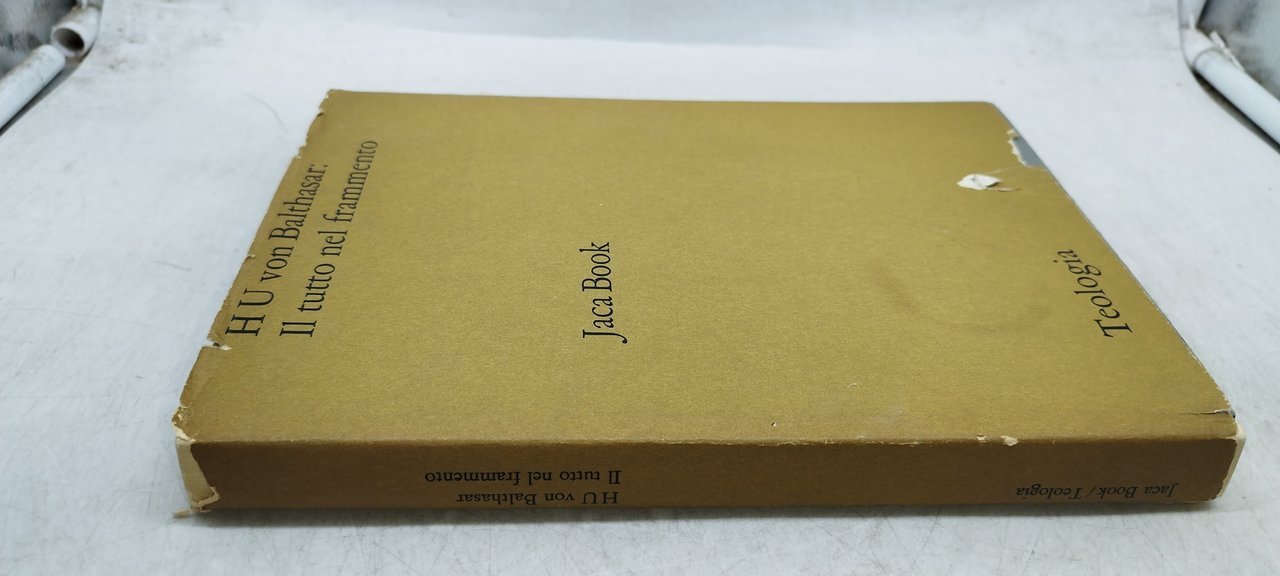 H U von Balthasar:
Il tutto nel frammento
Jaca Book
Teologia
H U von Balthasar
Il tutto nel frammento
Jaca Book / Teologia